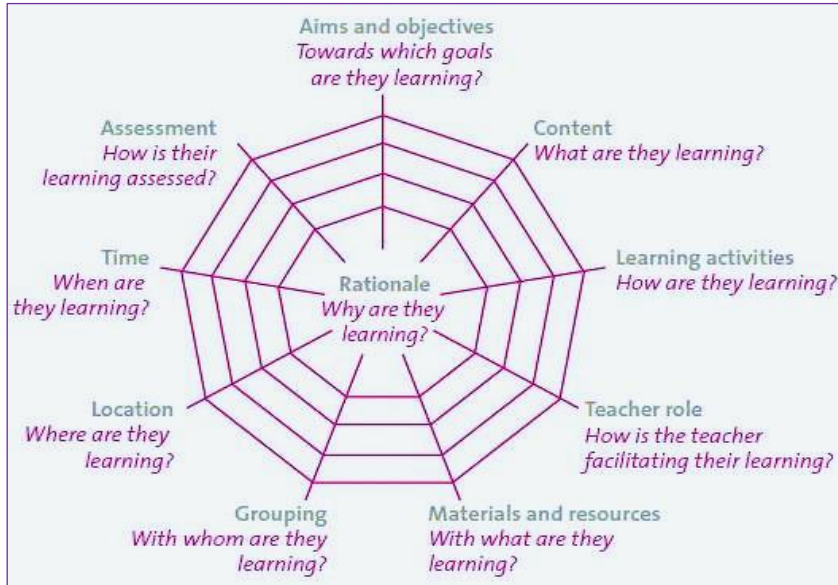 Aims and objectives
Towards which goals
are they learning?
Content
What are they learning?
Learning activities
How are they learning?
Teacher role
How is the teacher
facilitating their learning?
Materials and resources
With what are they
learning?
Grouping
With whom are they
learning?
Location
Where are they
learning?
Time
When are
they learning?
Assessment
How is their
learning assessed?
Rationale
Why are they
learning?